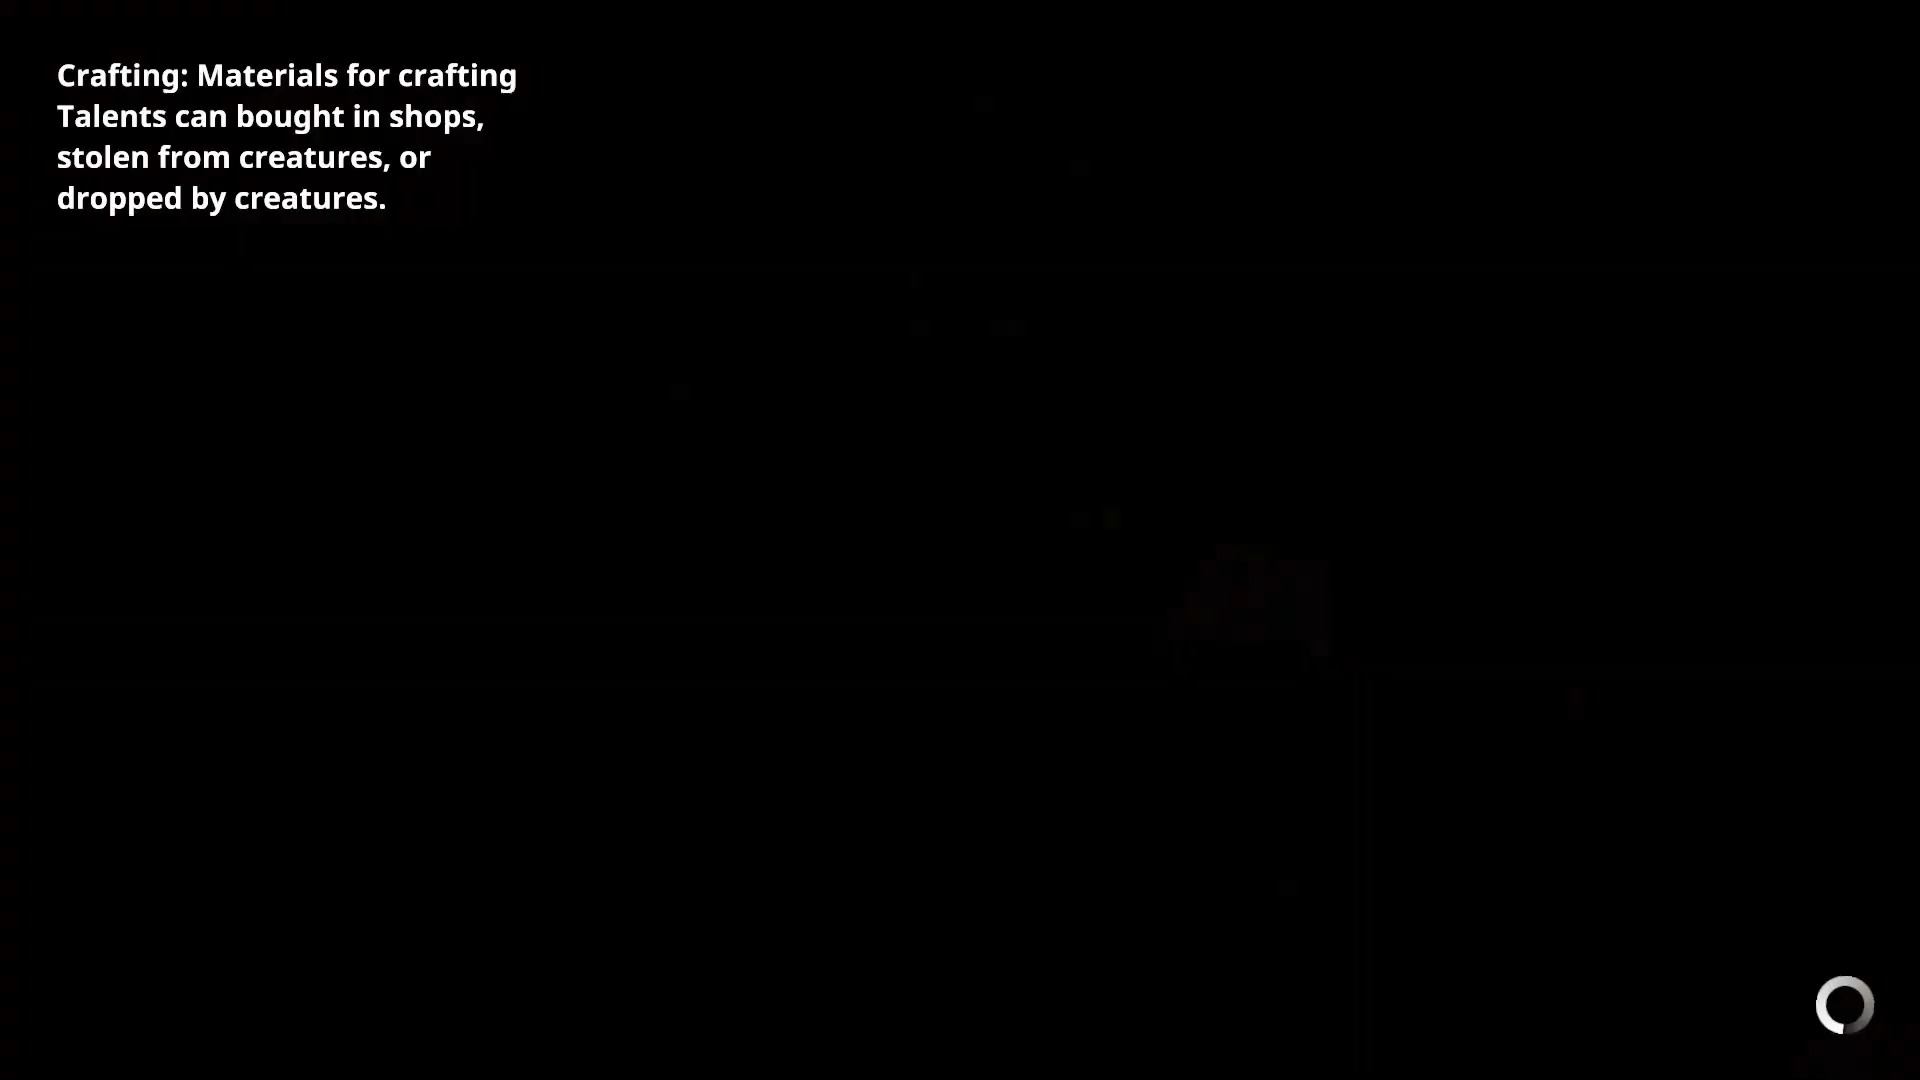 Crafting: Materials for crafting
Talents can bought in shops,
stolen from creatures, or
dropped by creatures.